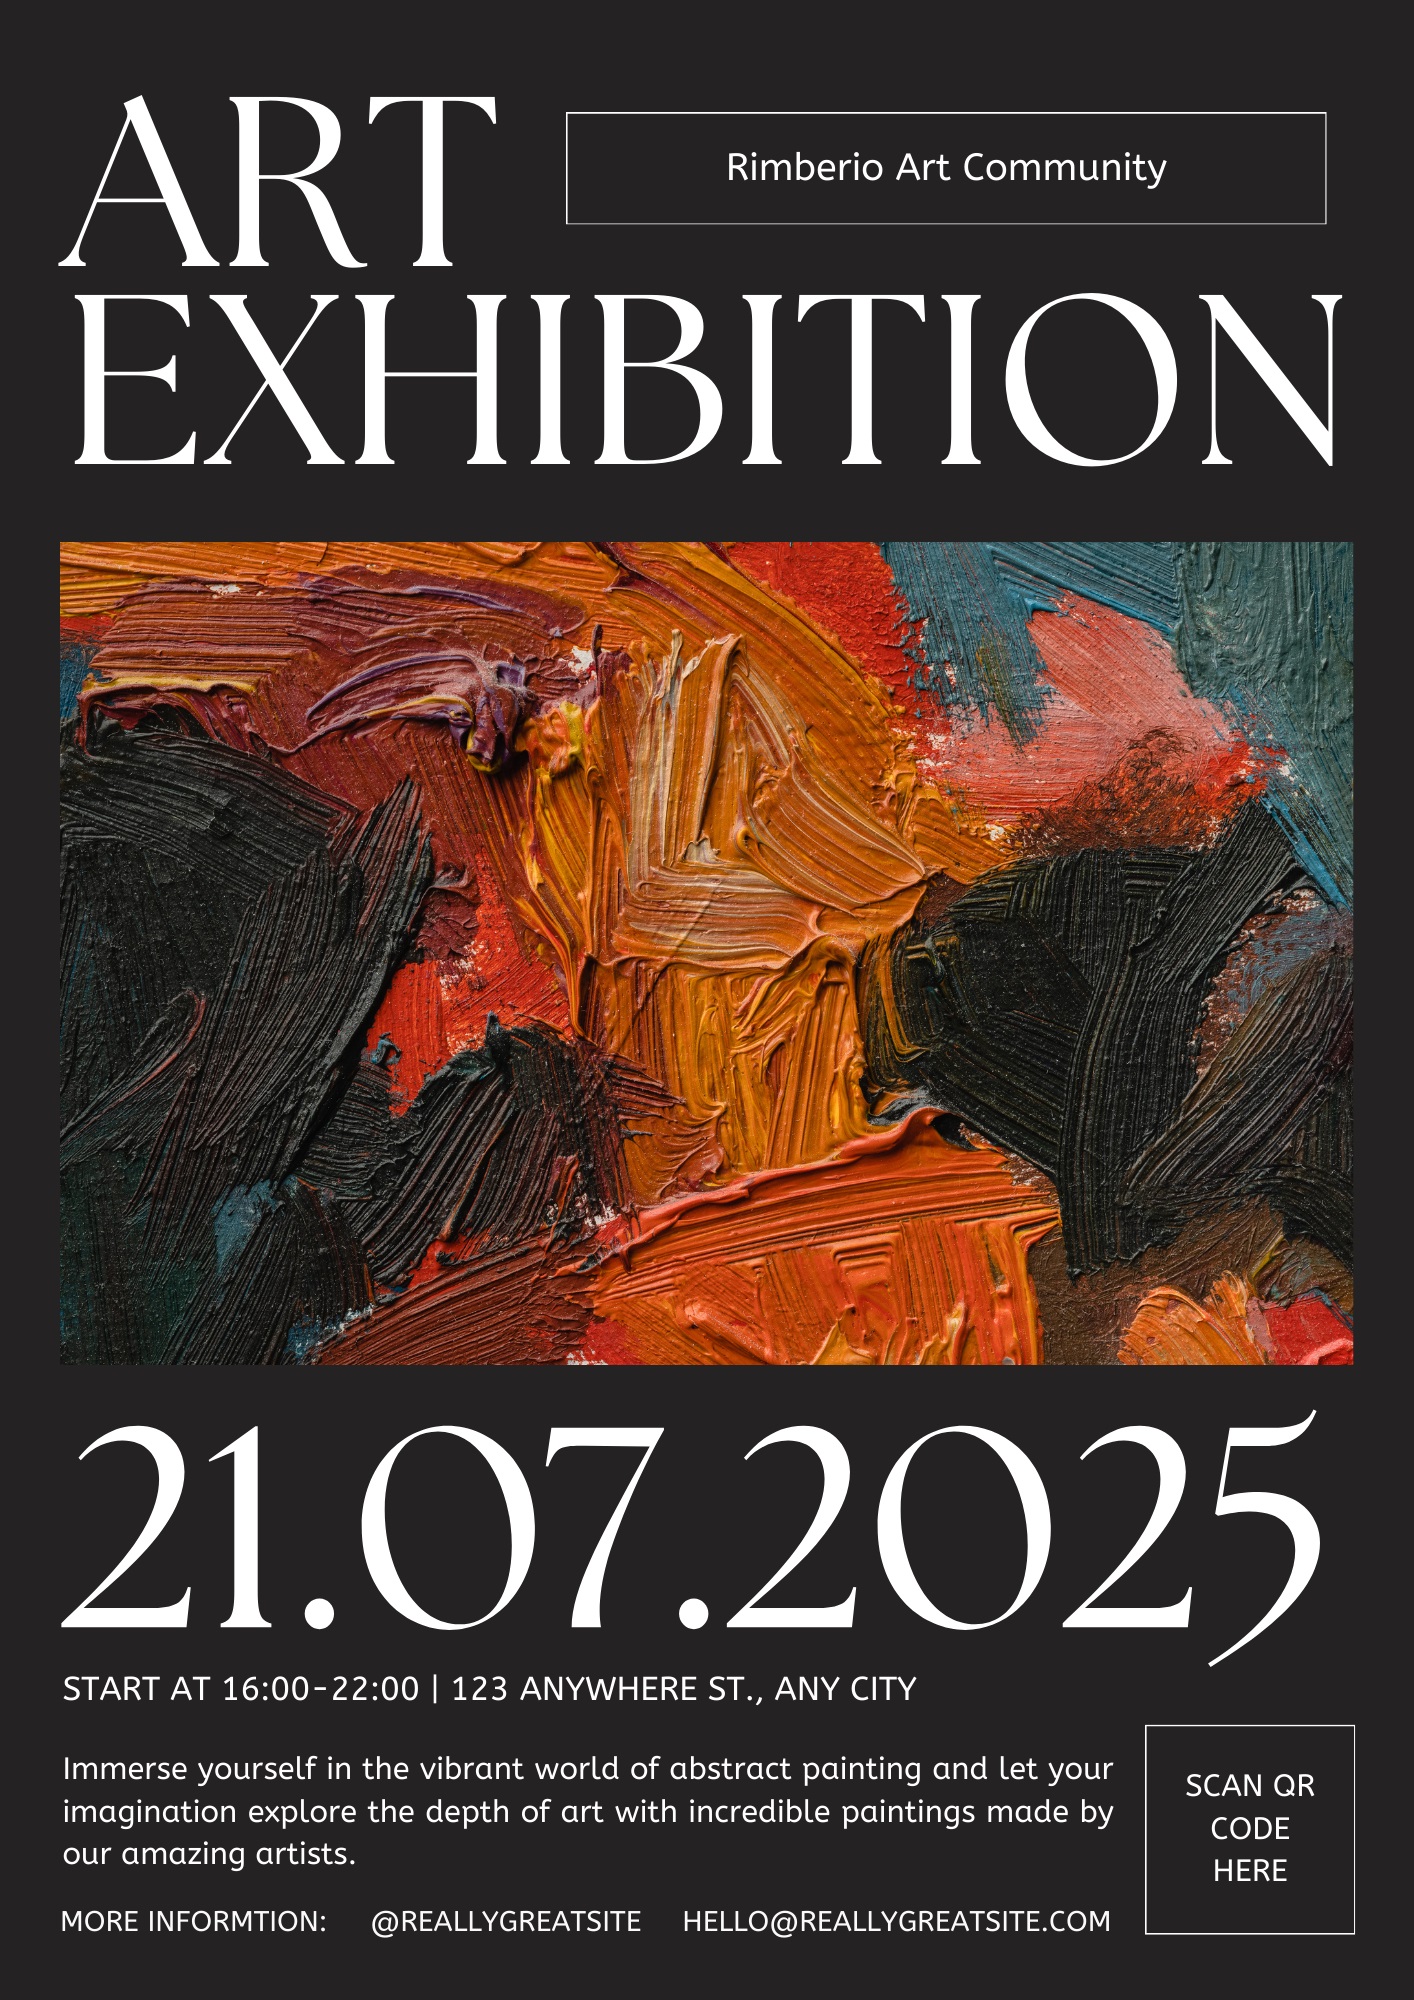 ART
Rimberio Art Community
EXHIBITION
21.07.2025
START AT 16:00-22:00 | 123 ANYWHERE ST., ANY CITY
Immerse yourself in the vibrant world of abstract painting and let your
imagination explore the depth of art with incredible paintings made by
our amazing artists.
SCAN QR
CODE
HERE
MORE INFORMTION: @REALLYGREATSITE HELLO@REALLYGREATSITE.COM